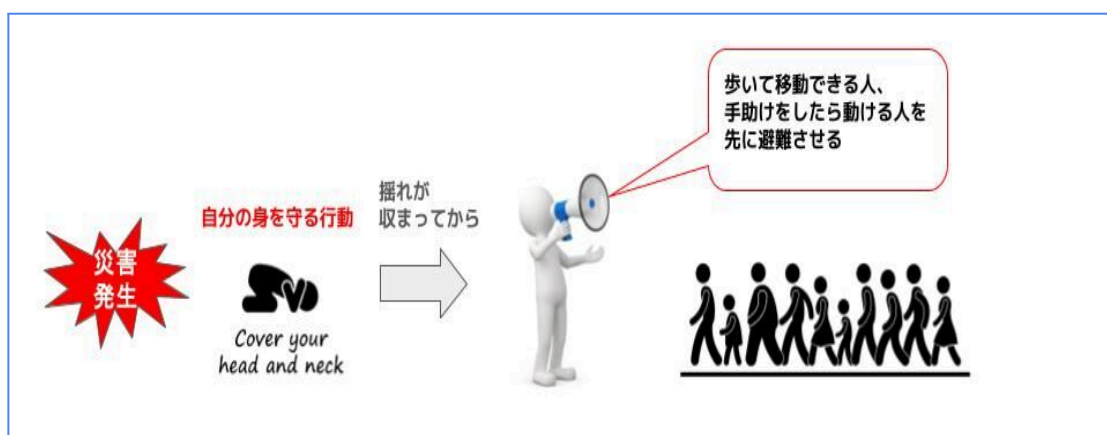 災害
発生
自分の身を守る行動
Cover your
head and neck
揺れが
収まってから
歩いて移動できる人、
手助けをしたら動ける人を
先に避難させる